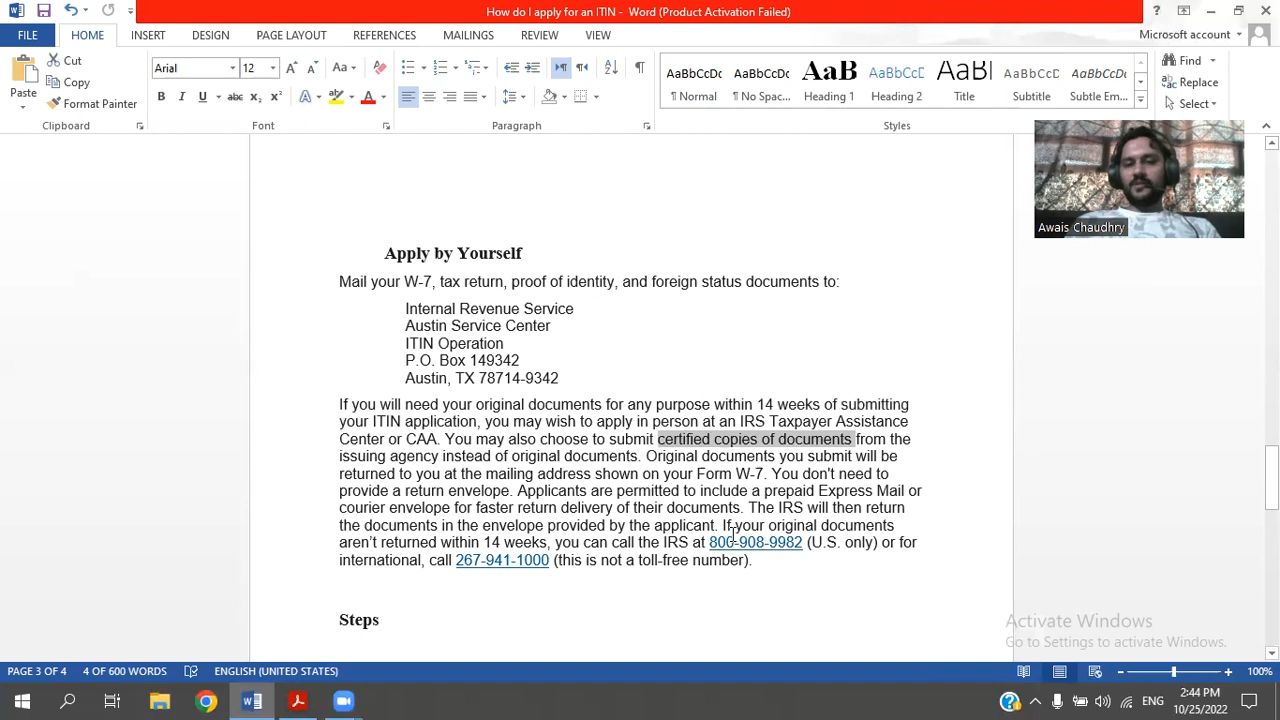 How do I apply for an ITIN - Word (Product Activation Failed)
FILE HOME INSERT DESIGN PAGE LAYOUT REFERENCES MAILINGS REVIEW VIEW Microsoft account
Paste
Cut
Copy
Format Painter
Clipboard
Arial 12
Font
Paragraph
AaBbCcDc AaBbCcDc AaBb AaBbCcE AaBl AaBbCcD AaBbCcDc
¶ Normal ¶ No Spac... Heading 1 Heading 2 Title Subtitle Subtle Em...
Styles
Find
Replace
Select
Awais Chaudhry
Apply by Yourself
Mail your W-7, tax return, proof of identity, and foreign status documents to:
Internal Revenue Service
Austin Service Center
ITIN Operation
P.O. Box 149342
Austin, TX 78714-9342
If you will need your original documents for any purpose within 14 weeks of submitting
your ITIN application, you may wish to apply in person at an IRS Taxpayer Assistance
Center or CAA. You may also choose to submit certified copies of documents from the
issuing agency instead of original documents. Original documents you submit will be
returned to you at the mailing address shown on your Form W-7. You don't need to
provide a return envelope. Applicants are permitted to include a prepaid Express Mail or
courier envelope for faster return delivery of their documents. The IRS will then return
the documents in the envelope provided by the applicant. If your original documents
aren't returned within 14 weeks, you can call the IRS at 800-908-9982 (U.S. only) or for
international, call 267-941-1000 (this is not a toll-free number).
Steps
Activate Windows
Go to Settings to activate Windows.
PAGE 3 OF 4 4 OF 600 WORDS ENGLISH (UNITED STATES) 100%
ENG
2:44 PM
10/25/2022